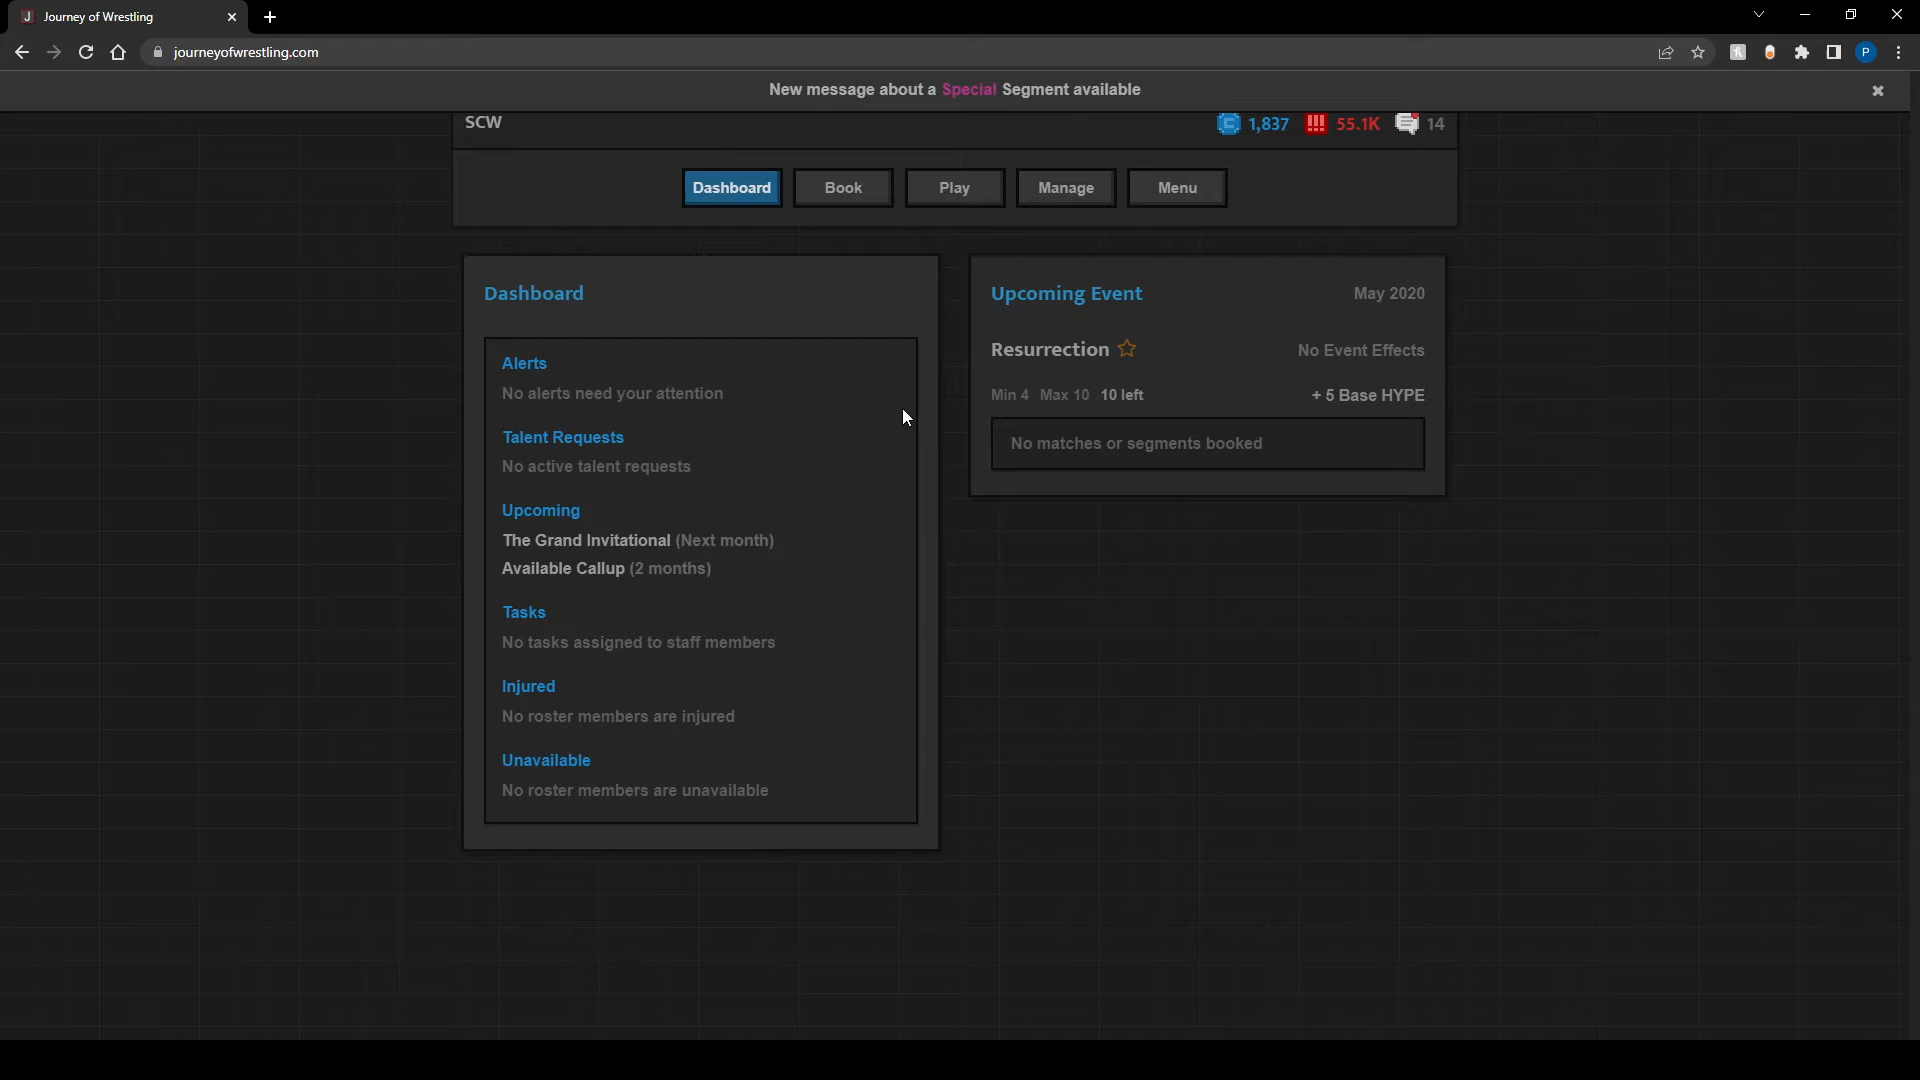 Journey of Wrestling
journeyofwrestling.com
P
New message about a Special Segment available
SCW
1,837
55.1K
14
Dashboard
Book
Play
Manage
Menu
Dashboard
Alerts
No alerts need your attention
Talent Requests
No active talent requests
Upcoming
The Grand Invitational (Next month)
Available Callup (2 months)
Tasks
No tasks assigned to staff members
Injured
No roster members are injured
Unavailable
No roster members are unavailable
Upcoming Event
May 2020
Resurrection
No Event Effects
Min 4 Max 10 10 left
+ 5 Base HYPE
No matches or segments booked